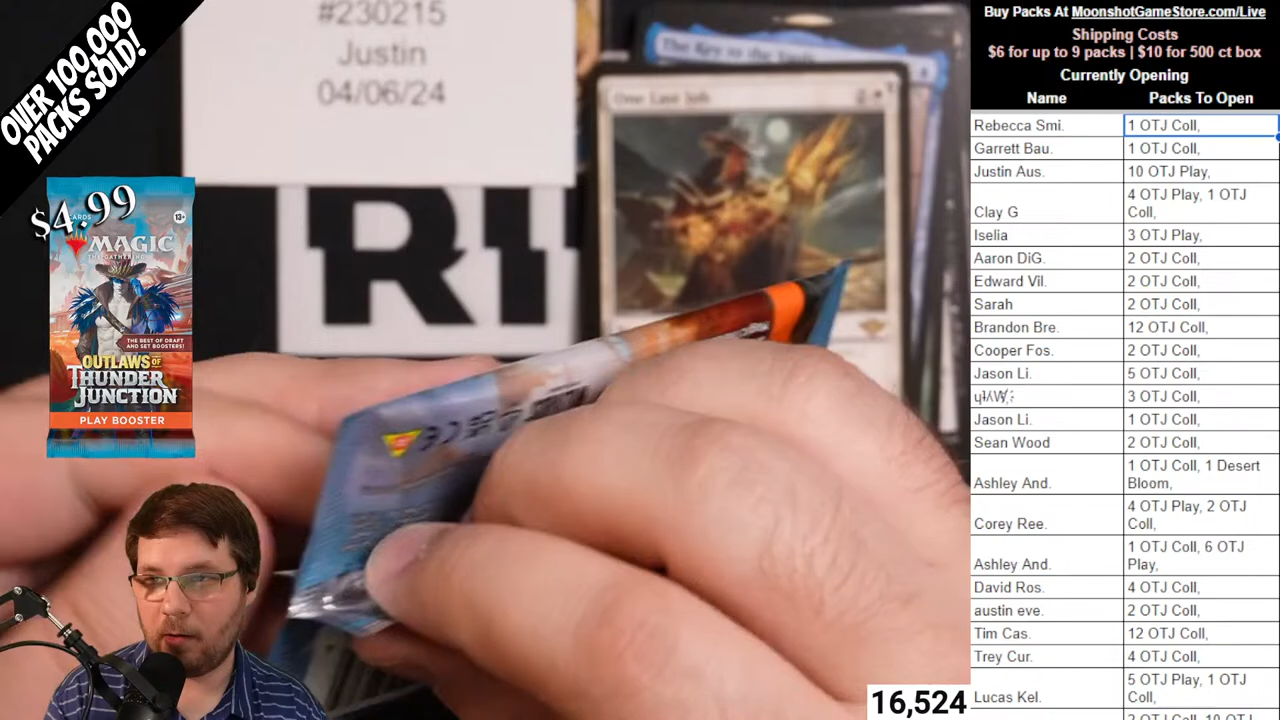 OVER 100,000
PACKS SOLD!
#230215
Justin
04/06/24
RI
One Last Job
$4.99
13+
MAGIC
THE GATHERING
THE BEST OF DRAFT
AND SET BOOSTERS!
OUTLAWS OF
THUNDER
JUNCTION
PLAY BOOSTER
16,524
Buy Packs At MoonshotGameStore.com/Live
Shipping Costs
$6 for up to 9 packs | $10 for 500 ct box
Currently Opening
Name Packs To Open
Rebecca Smi. 1 OTJ Coll,
Garrett Bau. 1 OTJ Coll,
Justin Aus. 10 OTJ Play,
Clay G 4 OTJ Play, 1 OTJ
Coll,
Iselia 3 OTJ Play,
Aaron DiG. 2 OTJ Coll,
Edward Vil. 2 OTJ Coll,
Sarah 2 OTJ Coll,
Brandon Bre. 12 OTJ Coll,
Cooper Fos. 2 OTJ Coll,
Jason Li. 5 OTJ Coll,
3 OTJ Coll,
Jason Li. 1 OTJ Coll,
Sean Wood 2 OTJ Coll,
Ashley And. 1 OTJ Coll, 1 Desert
Bloom,
Corey Ree. 4 OTJ Play, 2 OTJ
Coll,
Ashley And. 1 OTJ Coll, 6 OTJ
Play,
David Ros. 4 OTJ Coll,
austin eve. 2 OTJ Coll,
Tim Cas. 12 OTJ Coll,
Trey Cur. 4 OTJ Coll,
Lucas Kel. 5 OTJ Play, 1 OTJ
Coll,